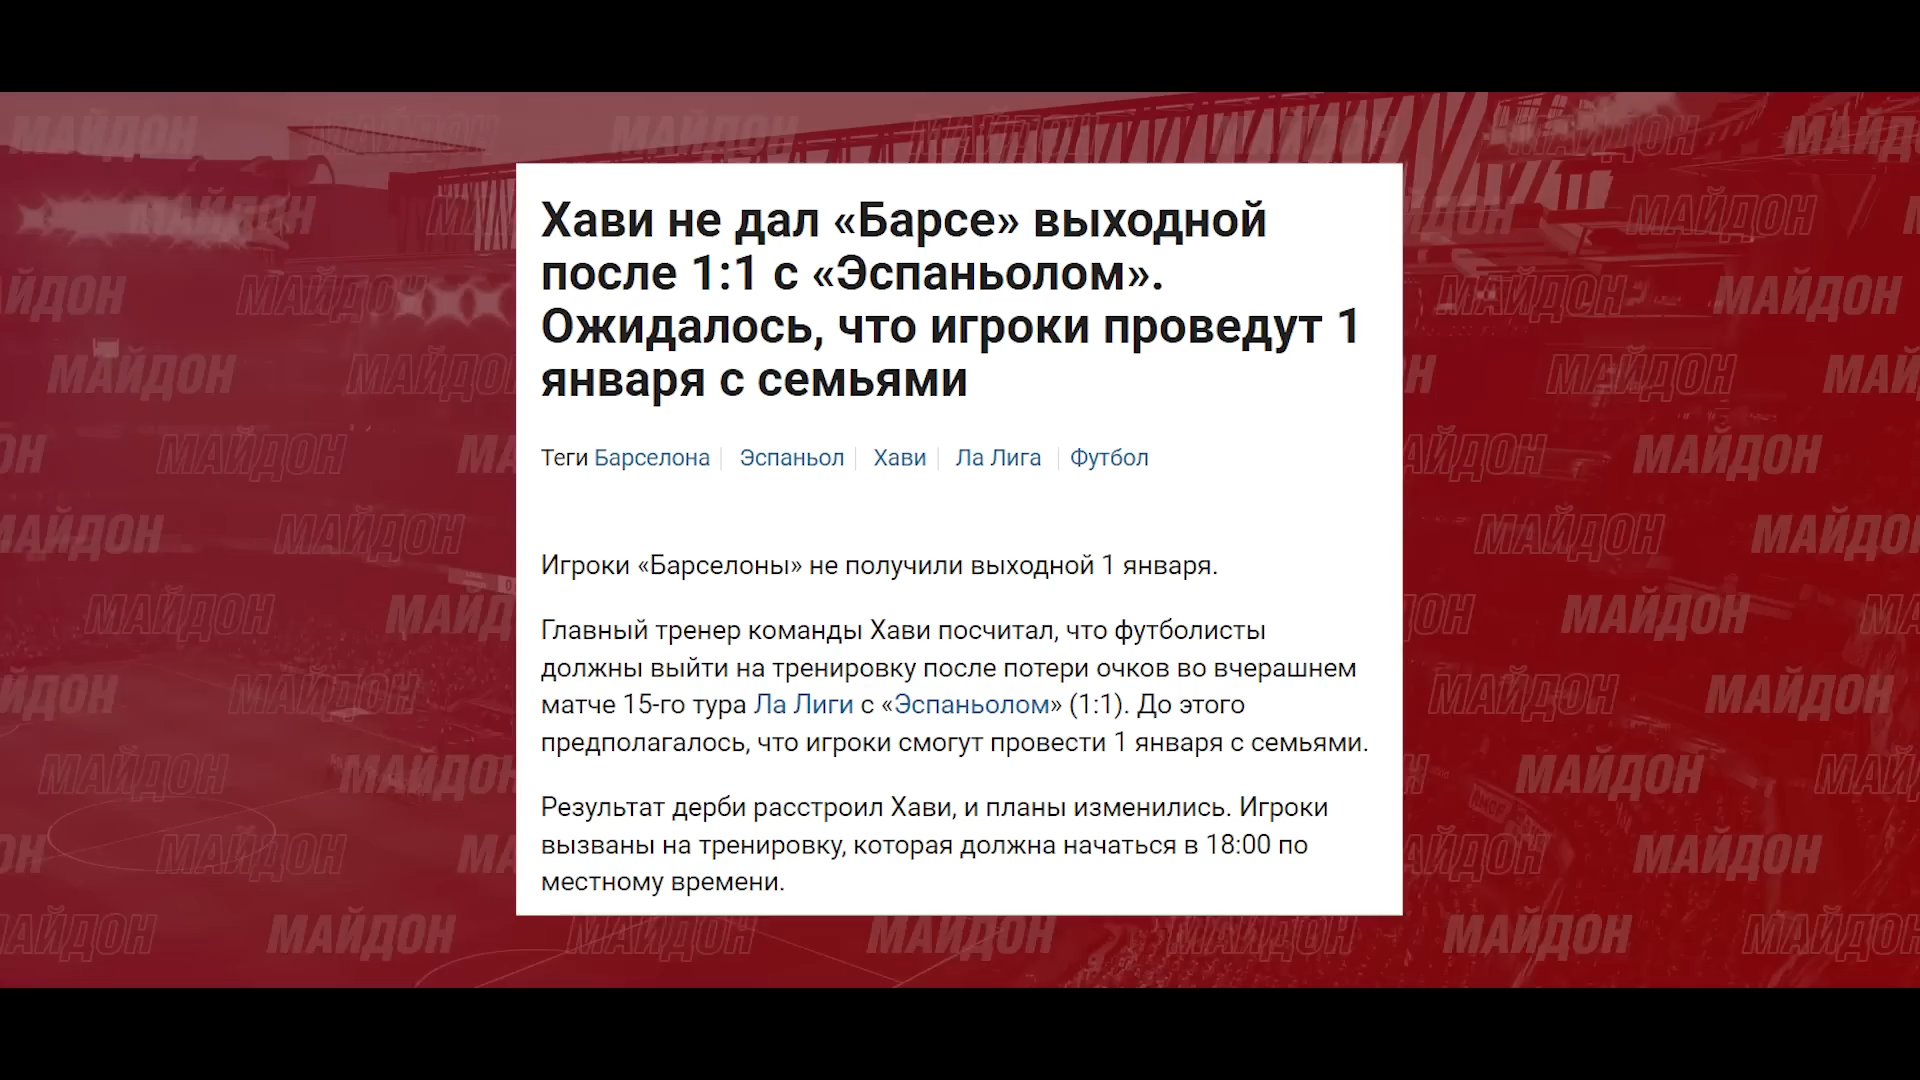 Хави не дал «Барсе» выходной
после 1:1 с «Эспаньолом».
Ожидалось, что игроки проведут 1
января с семьями
Теги Барселона Эспаньол Хави Ла Лига Футбол
Игроки «Барселоны» не получили выходной 1 января.
Главный тренер команды Хави посчитал, что футболисты
должны выйти на тренировку после потери очков во вчерашнем
матче 15-го тура Ла Лиги с «Эспаньолом» (1:1). До этого
предполагалось, что игроки смогут провести 1 января с семьями.
Результат дерби расстроил Хави, и планы изменились. Игроки
вызваны на тренировку, которая должна начаться в 18:00 по
местному времени.
МАЙДОН